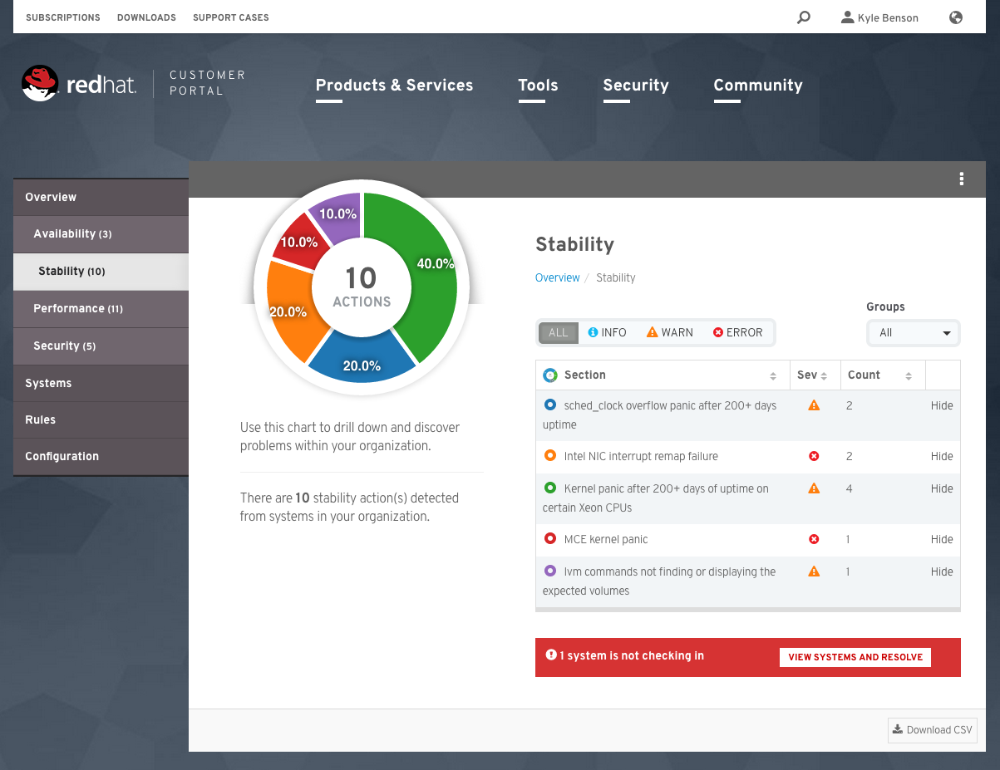 SUBSCRIPTIONS DOWNLOADS SUPPORT CASES Kyle Benson
redhat. CUSTOMER PORTAL
Products & Services Tools Security Community
Overview
Availability (3)
Stability (10)
Performance (11)
Security (5)
Systems
Rules
Configuration
10.0%
10.0%
40.0%
20.0%
20.0%
10
ACTIONS
Use this chart to drill down and discover
problems within your organization.
There are 10 stability action(s) detected
from systems in your organization.
Stability
Overview / Stability
Groups
ALL INFO WARN ERROR All
Section Sev Count
sched_clock overflow panic after 200+ days 2 Hide
uptime
Intel NIC interrupt remap failure 2 Hide
Kernel panic after 200+ days of uptime on 4 Hide
certain Xeon CPUs
MCE kernel panic 1 Hide
lvm commands not finding or displaying the 1 Hide
expected volumes
1 system is not checking in VIEW SYSTEMS AND RESOLVE
Download CSV